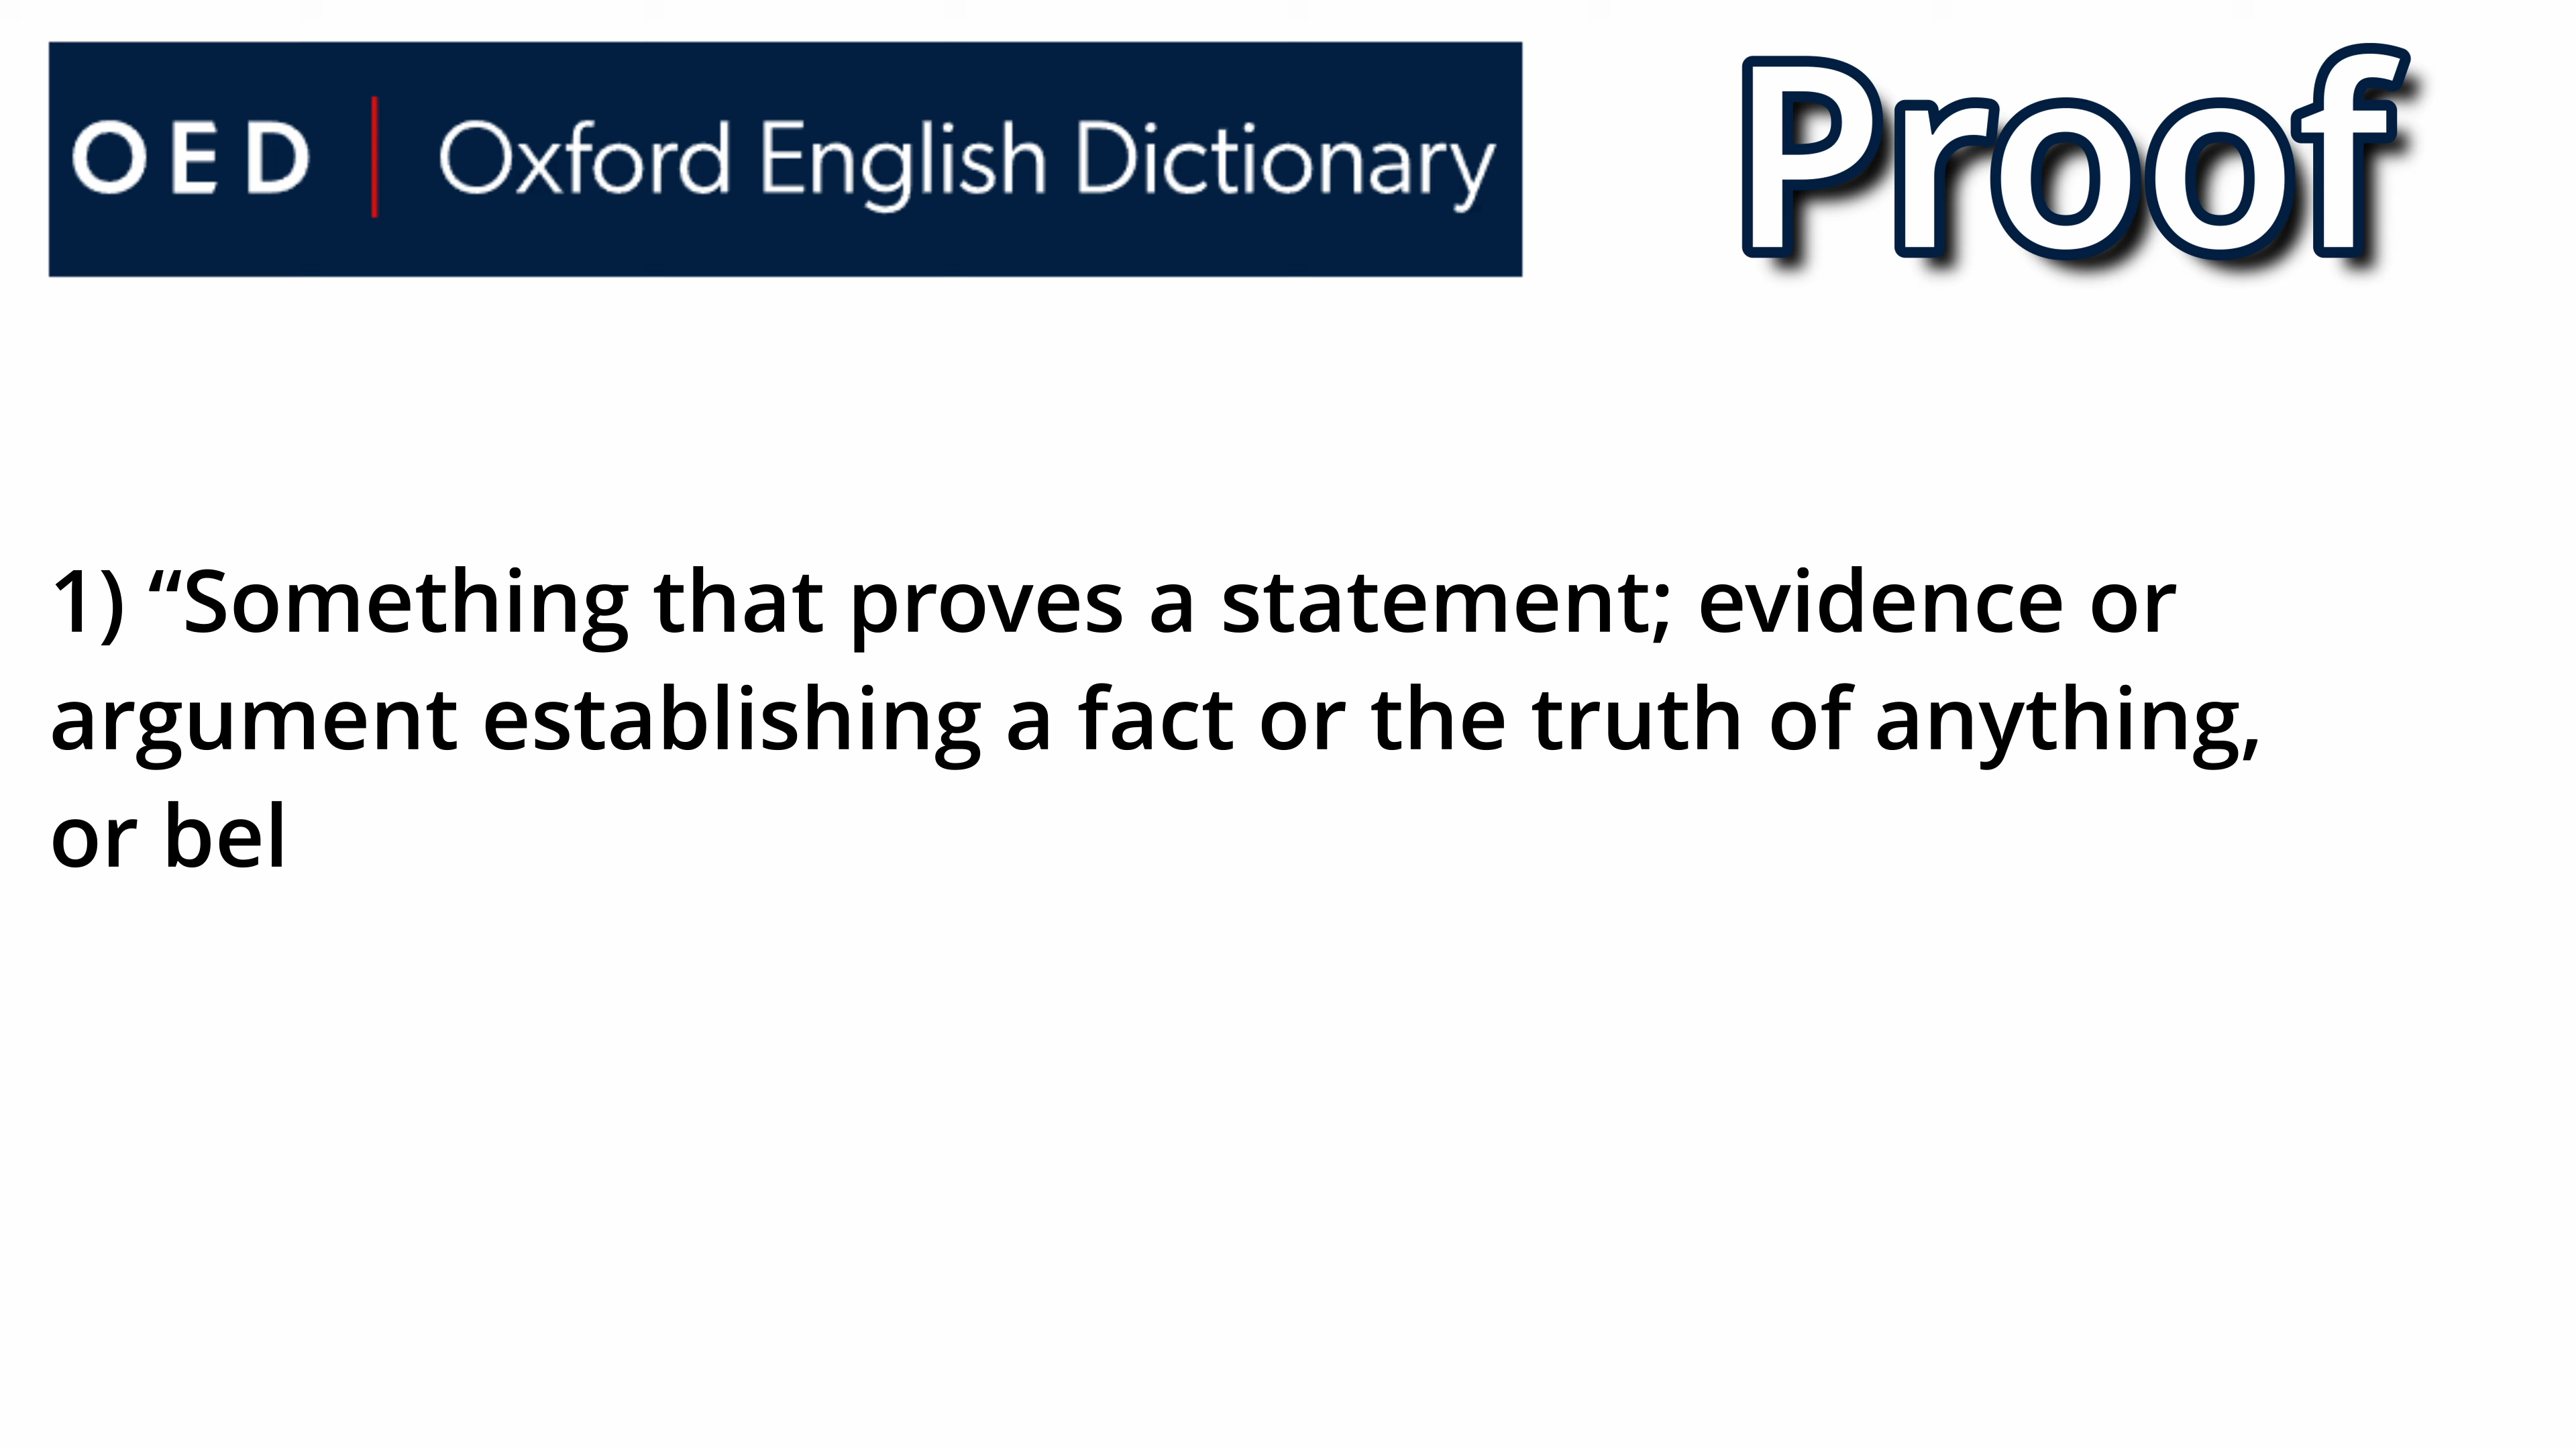 OED | Oxford English Dictionary
Proof
1) “Something that proves a statement; evidence or
argument establishing a fact or the truth of anything,
or bel